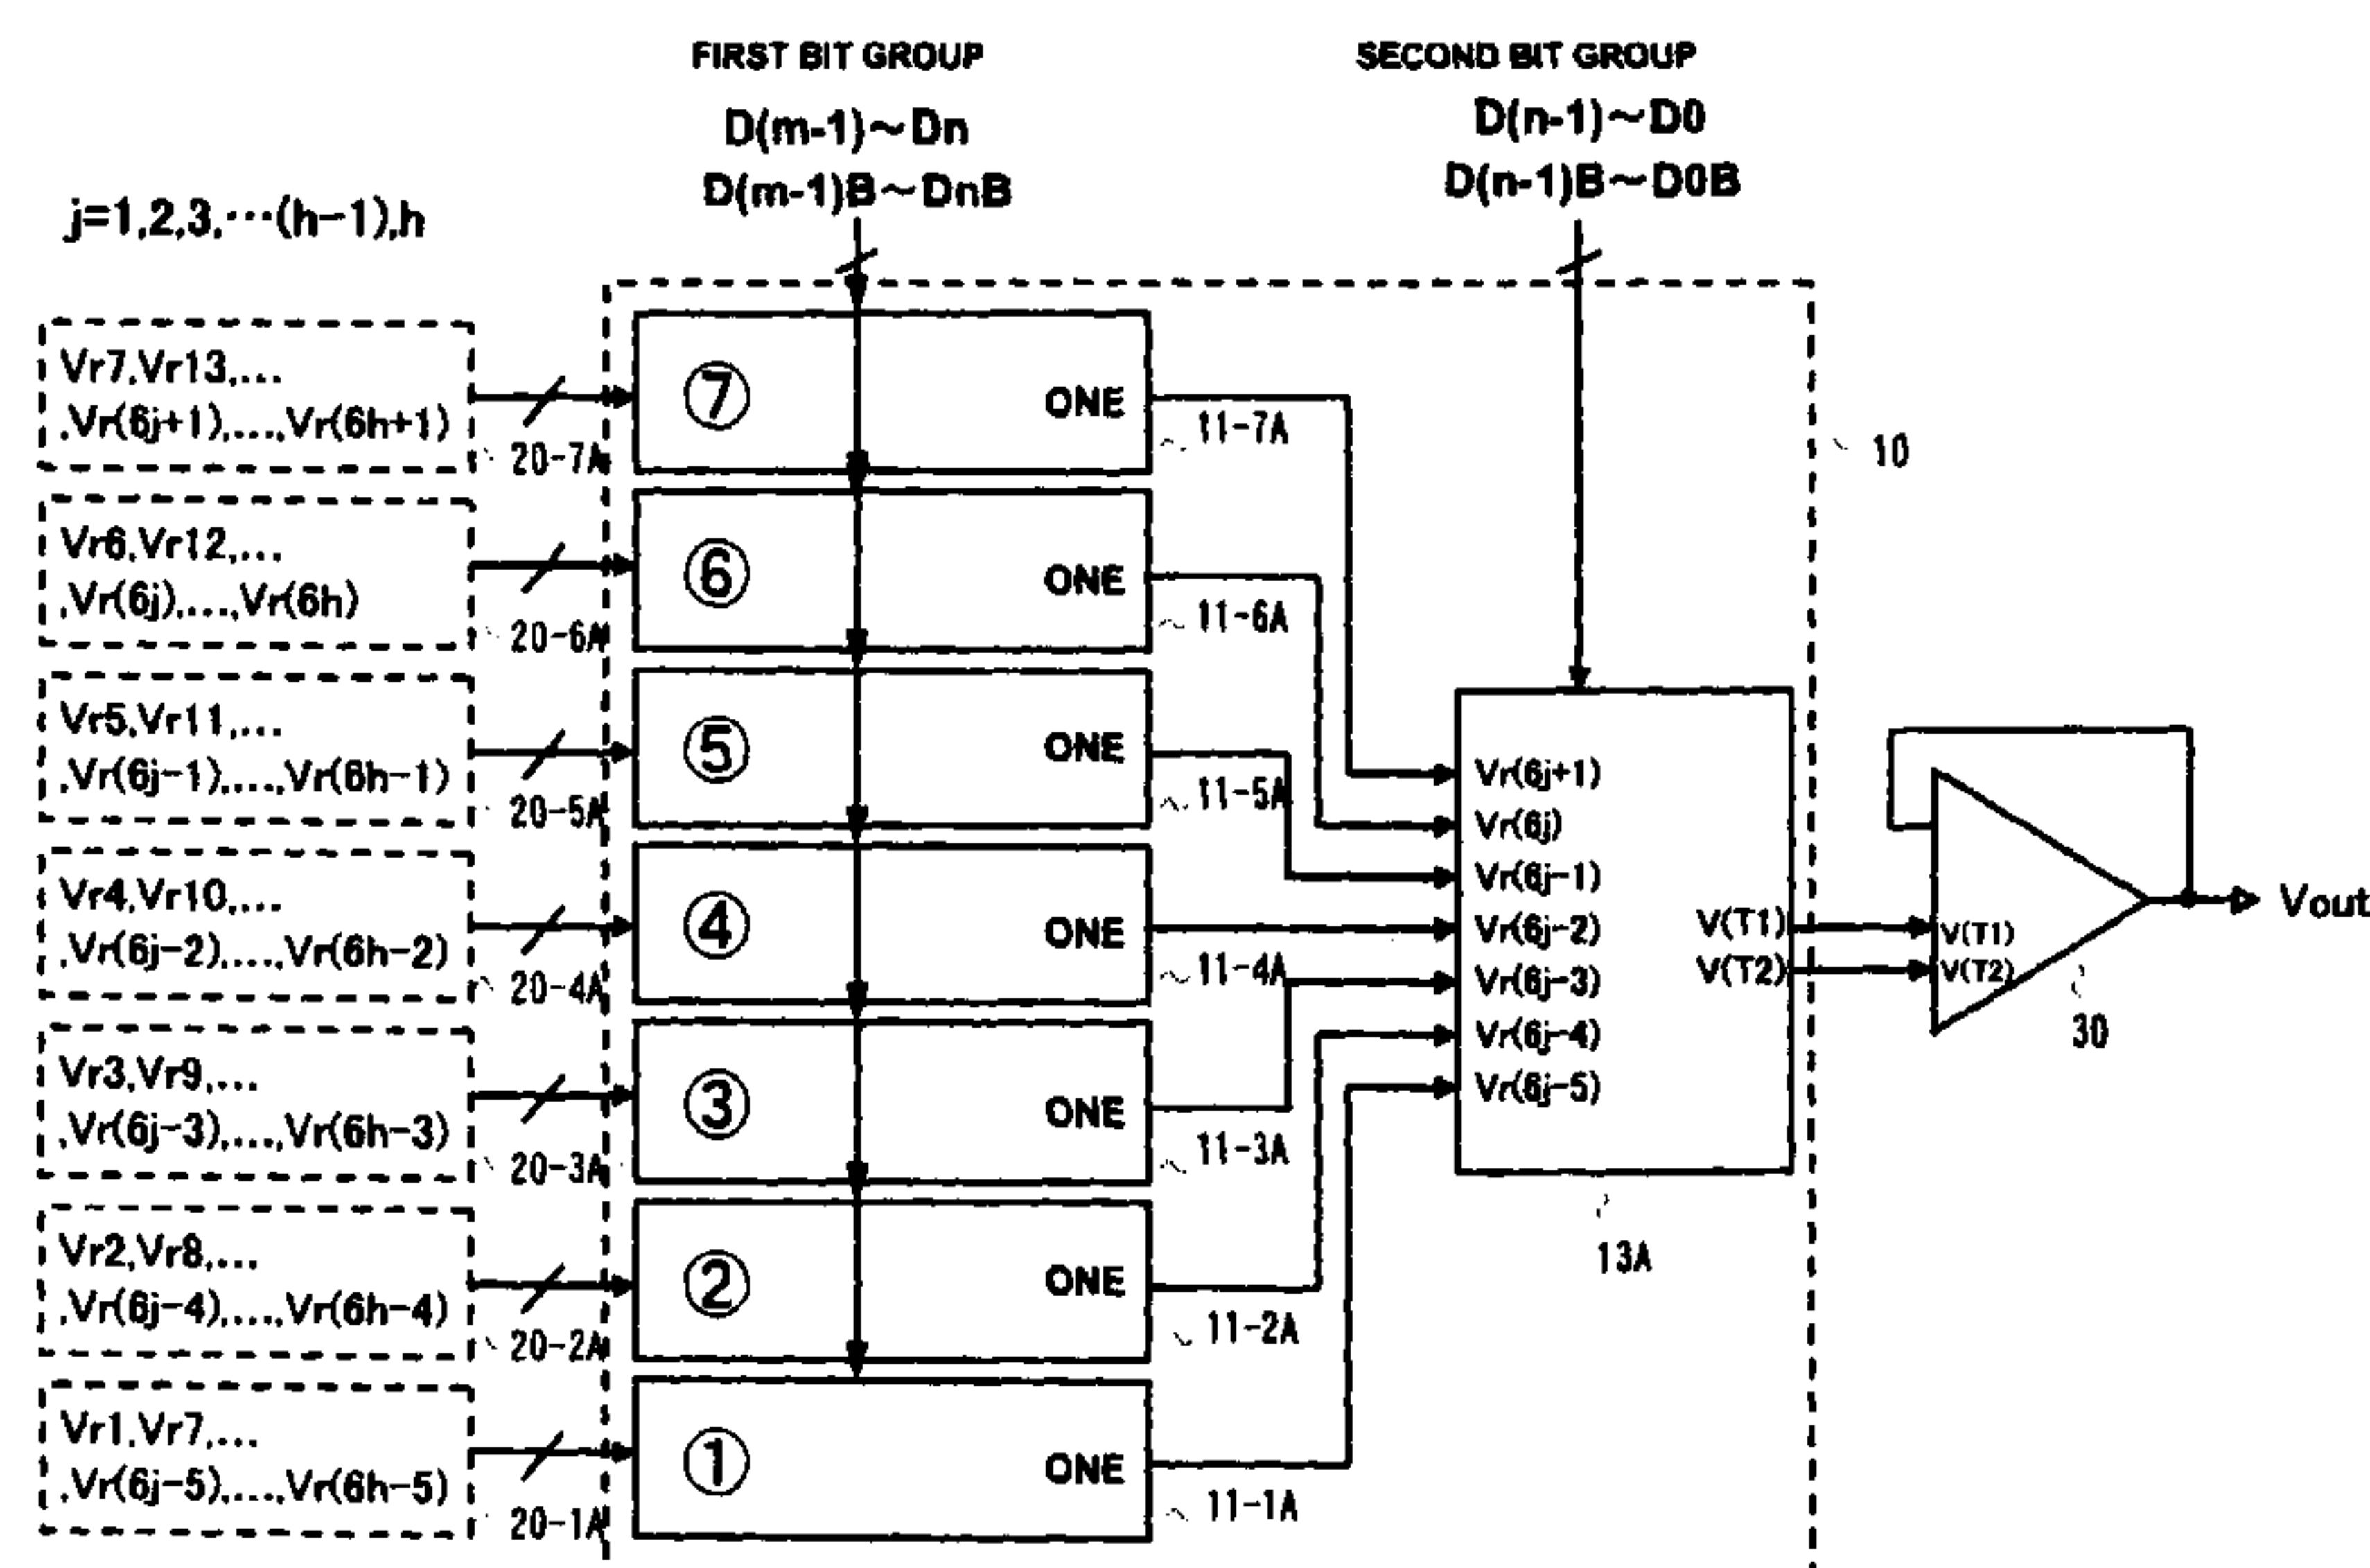 FIRST BIT GROUP
D(m-1)~Dn
D(m-1)B~DnB
SECOND BIT GROUP
D(n-1)~D0
D(n-1)B~D0B
j=1,2,3,···(h-1),h
10
Vr7,Vr13,...
,Vr(6j+1),...,Vr(6h+1)
20-7A
⑦
ONE
11-7A
Vr6,Vr12,...
,Vr(6j),...,Vr(6h)
20-6A
⑥
ONE
11-6A
Vr5,Vr11,...
,Vr(6j-1),...,Vr(6h-1)
20-5A
⑤
ONE
11-5A
Vr4,Vr10,...
,Vr(6j-2),...,Vr(6h-2)
20-4A
④
ONE
11-4A
Vr3,Vr9,...
,Vr(6j-3),...,Vr(6h-3)
20-3A
③
ONE
11-3A
Vr2,Vr8,...
,Vr(6j-4),...,Vr(6h-4)
20-2A
②
ONE
11-2A
Vr1,Vr7,...
,Vr(6j-5),...,Vr(6h-5)
20-1A
①
ONE
11-1A
Vr(6j+1)
Vr(6j)
Vr(6j-1)
Vr(6j-2)
Vr(6j-3)
Vr(6j-4)
Vr(6j-5)
V(T1)
V(T2)
13A
V(T1)
V(T2)
30
Vout